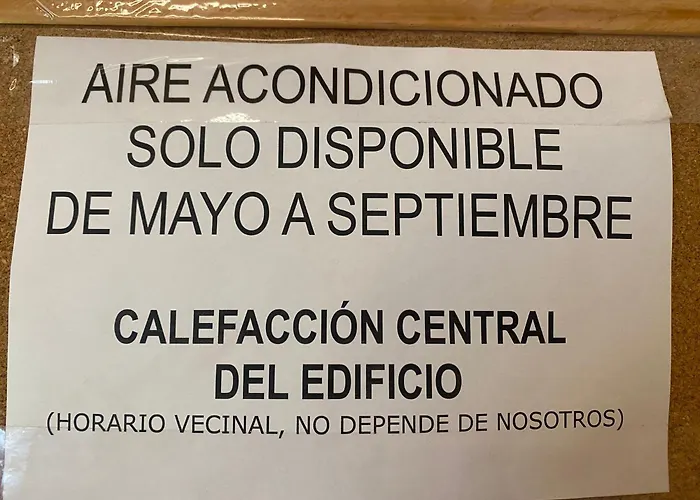 AIRE ACONDICIONADO
SOLO DISPONIBLE
DE MAYO A SEPTIEMBRE
CALEFACCIÓN CENTRAL
DEL EDIFICIO
(HORARIO VECINAL, NO DEPENDE DE NOSOTROS)